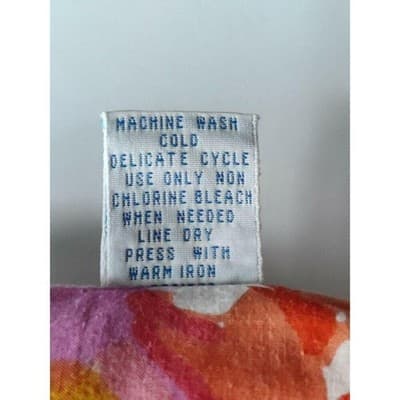 MACHINE WASH
COLD
DELICATE CYCLE
USE ONLY NON
CHLORINE BLEACH
WHEN NEEDED
LINE DRY
PRESS WITH
WARM IRON